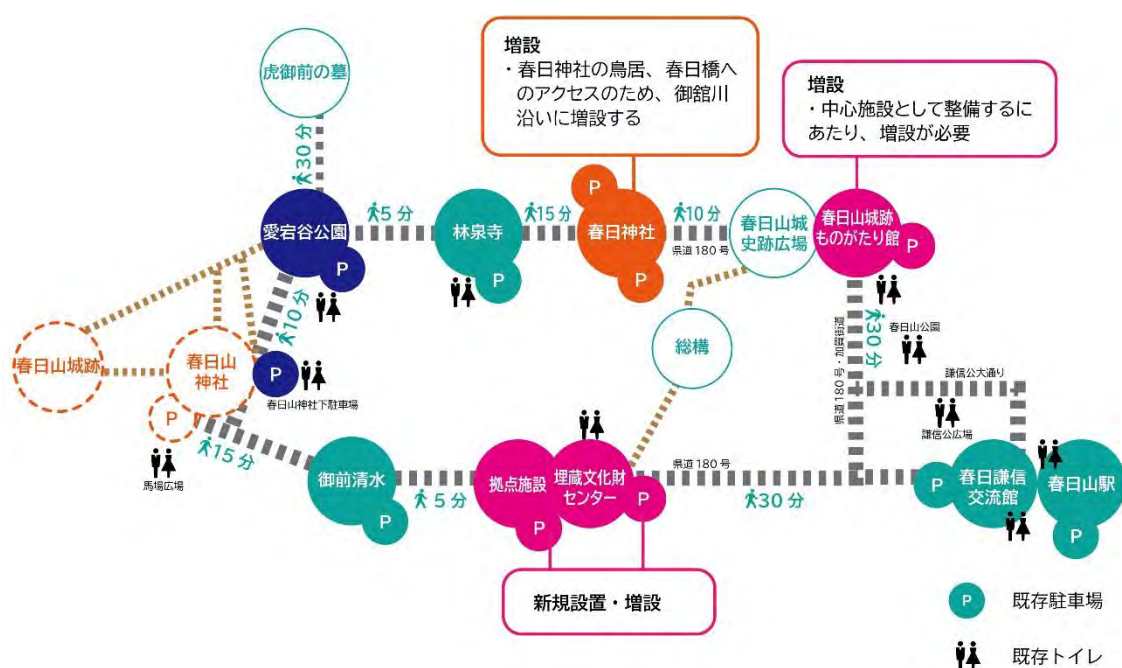 増設
・春日神社の鳥居、春日橋へ
のアクセスのため、御舘川
沿いに増設する
増設
・中心施設として整備するに
あたり、増設が必要
虎御前の墓
30分
愛宕谷公園
P
5分
林泉寺
P
15分
P
春日神社
P
10分
県道180号
春日山城
史跡広場
春日山城跡
ものがたり館
P
10分
春日山城跡
春日山
神社
P
春日山神社下駐車場
P
馬場広場
15分
総構
県道180号・加賀街道
30分
春日山公園
謙信公大通り
謙信公広場
御前清水
P
5分
拠点施設
P
埋蔵文化財
センター
P
県道180号
30分
P
春日謙信
交流館
春日山駅
P
新規設置・増設
P
既存駐車場
既存トイレ